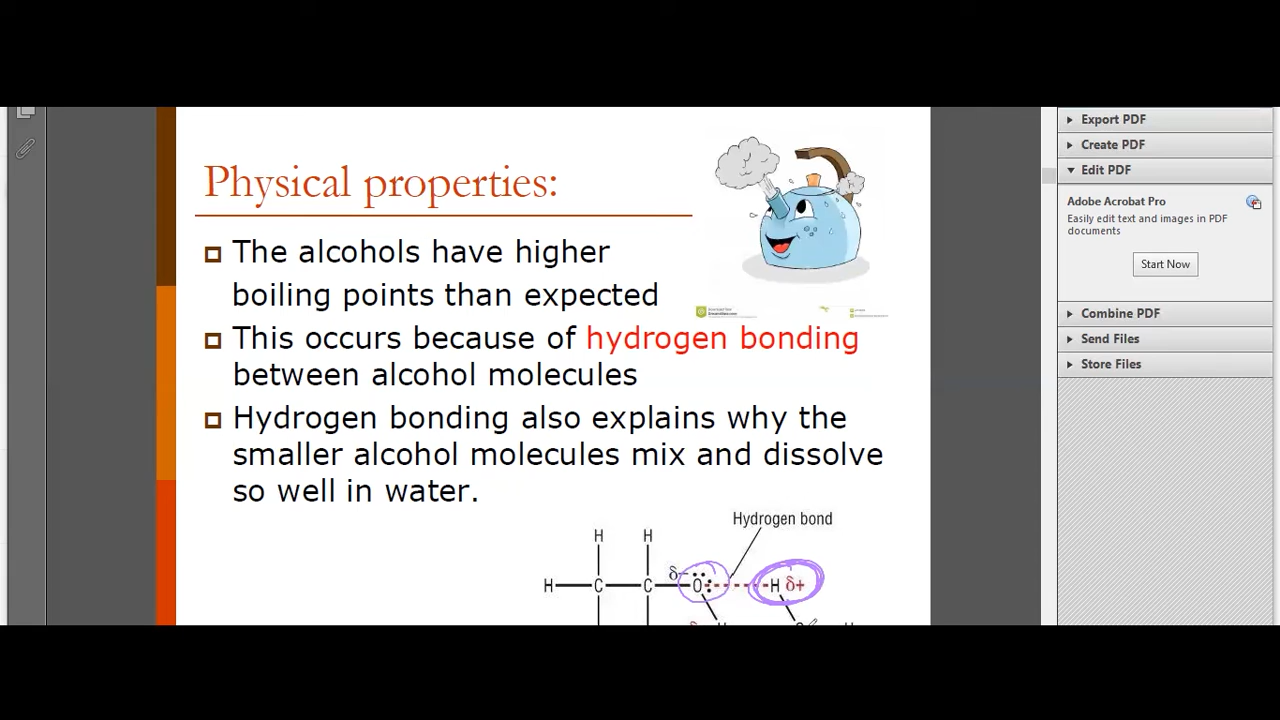 Physical properties:
The alcohols have higher
boiling points than expected
This occurs because of hydrogen bonding
between alcohol molecules
Hydrogen bonding also explains why the
smaller alcohol molecules mix and dissolve
so well in water.
Hydrogen bond
H H
H C C δ- O H δ+
Export PDF
Create PDF
Edit PDF
Adobe Acrobat Pro
Easily edit text and images in PDF
documents
Start Now
Combine PDF
Send Files
Store Files